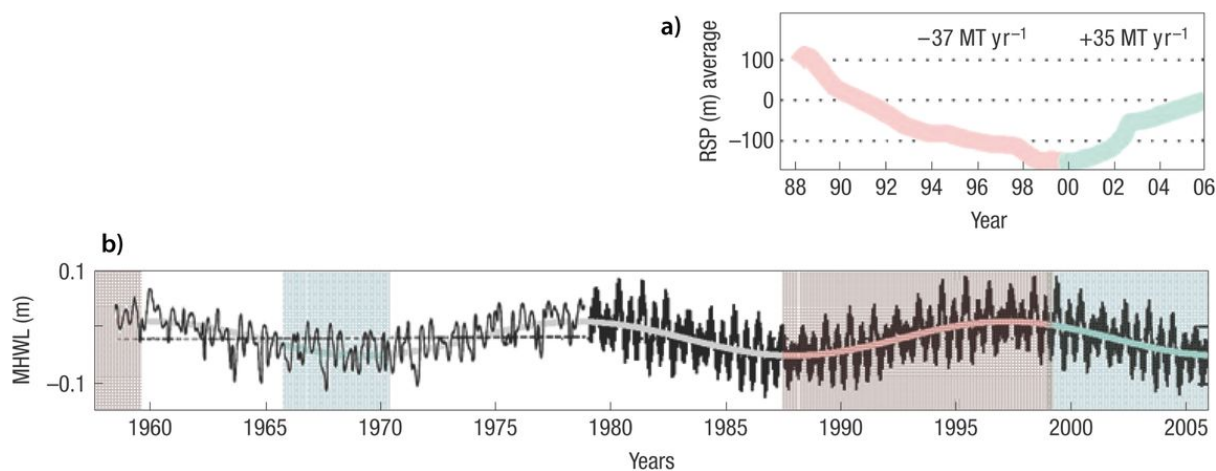 a)
−37 MT yr−1 +35 MT yr−1
RSP (m) average
100
0
−100
88 90 92 94 96 98 00 02 04 06
Year
b)
MHWL (m)
0.1
−0.1
1960 1965 1970 1975 1980 1985 1990 1995 2000 2005
Years